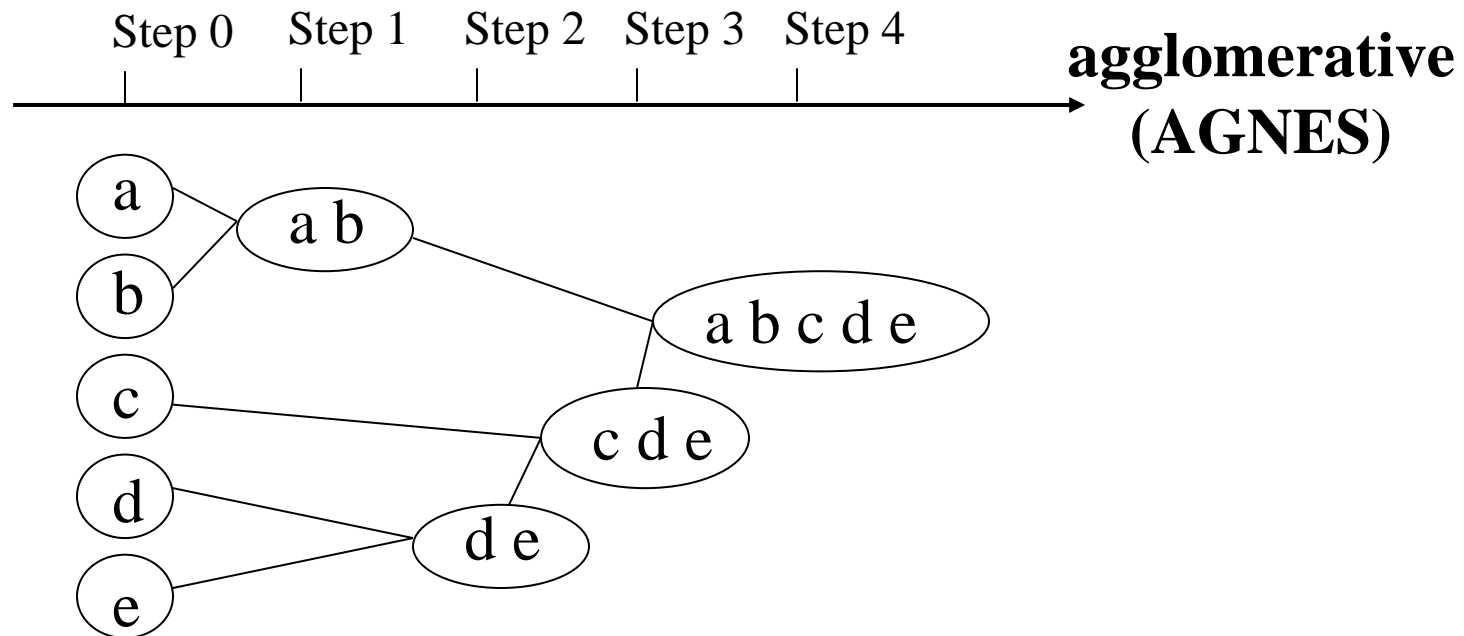 Step 0 Step 1 Step 2 Step 3 Step 4
agglomerative
(AGNES)
a
a b
b
a b c d e
c
c d e
d
d e
e